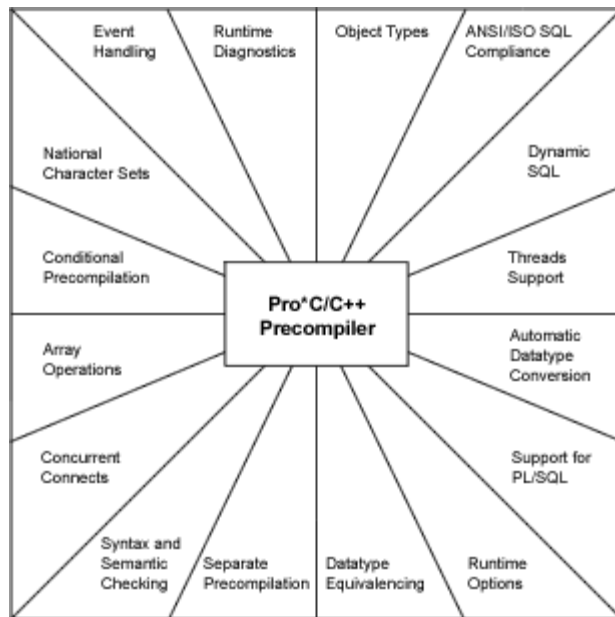 Event
Handling
Runtime
Diagnostics
Object Types
ANSI/ISO SQL
Compliance
National
Character Sets
Dynamic
SQL
Conditional
Precompilation
Threads
Support
Pro*C/C++
Precompiler
Array
Operations
Automatic
Datatype
Conversion
Concurrent
Connects
Support for
PL/SQL
Syntax and
Semantic
Checking
Separate
Precompilation
Datatype
Equivalencing
Runtime
Options